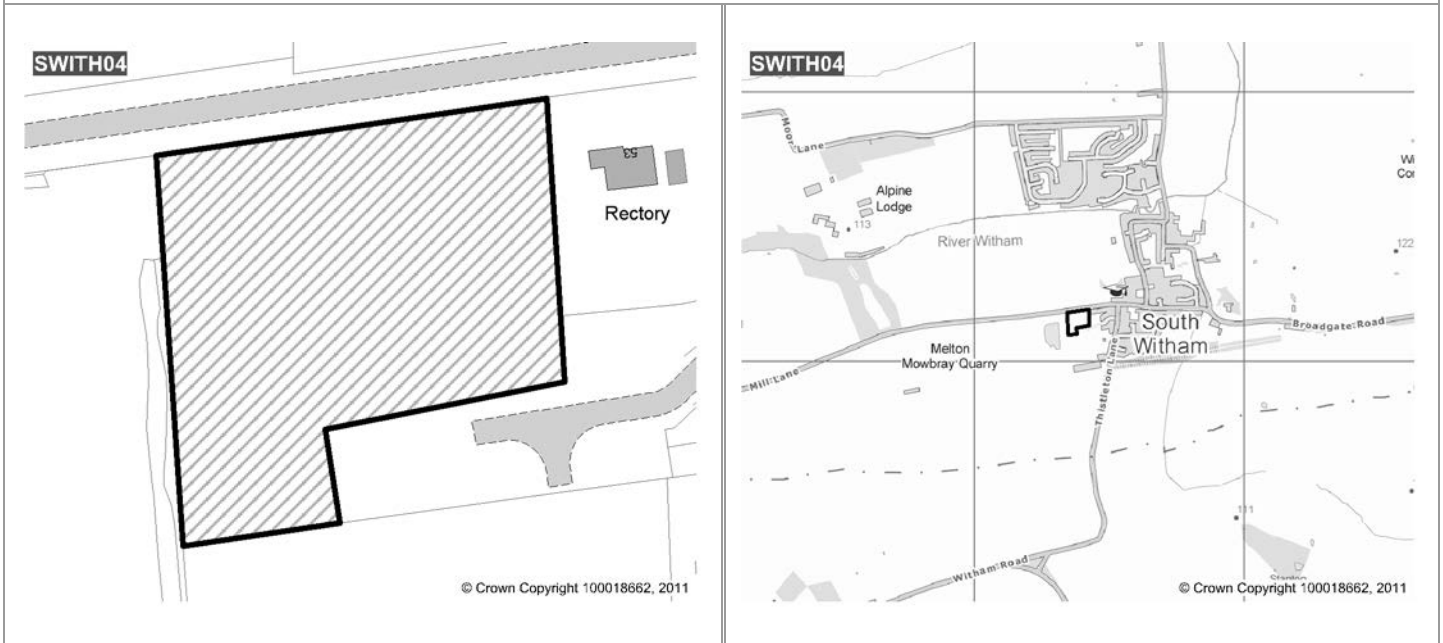 SWITH04
53
Rectory
© Crown Copyright 100018662, 2011
SWITH04
Moor Lane
Alpine
Lodge
113
River Witham
122
South
Witham
Broadgate Road
Melton
Mowbray Quarry
Mill Lane
Thistleton Lane
111
Witham Road
© Crown Copyright 100018662, 2011